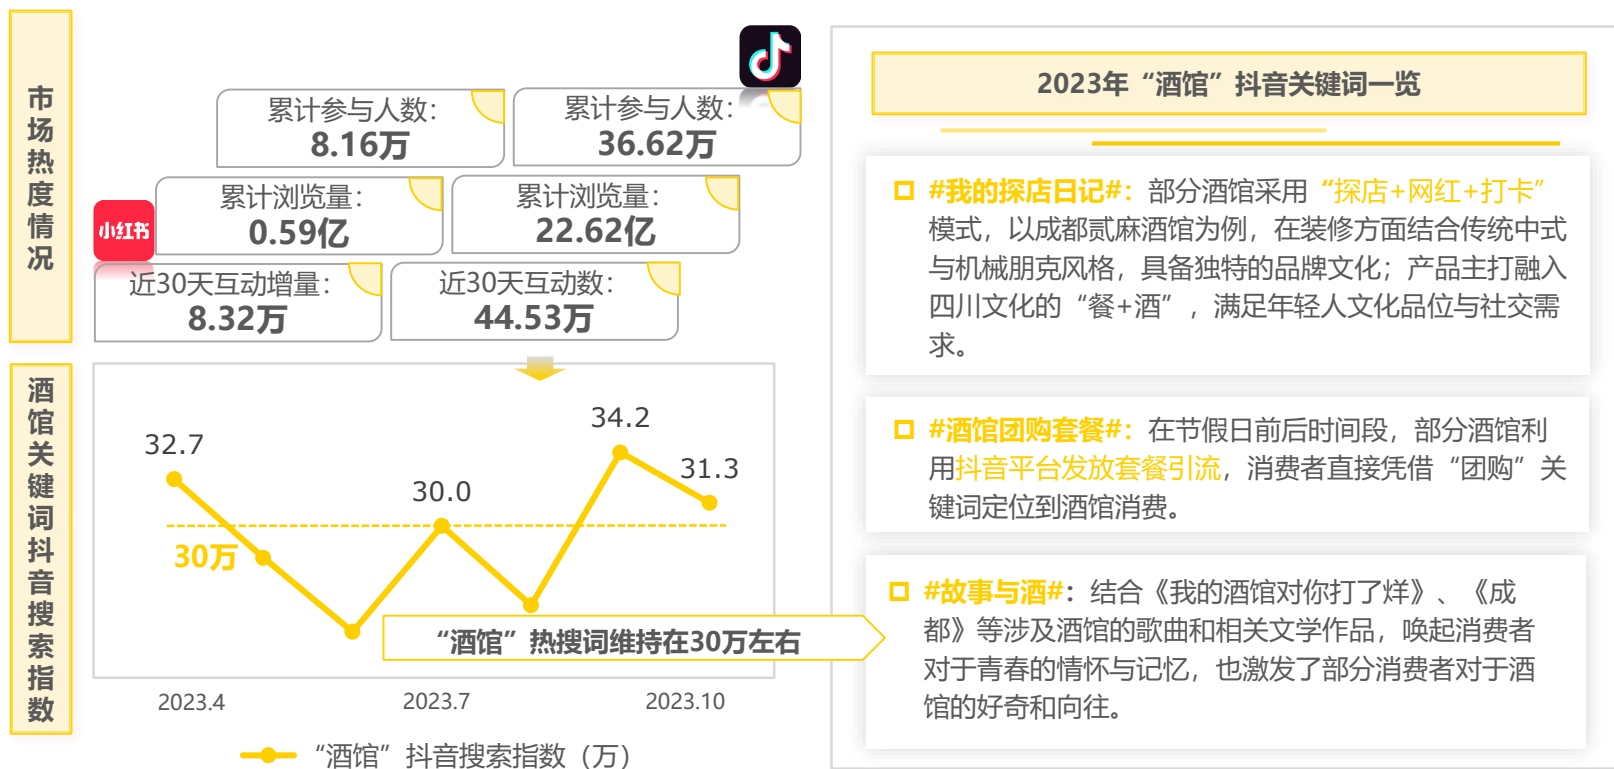 市场热度情况
累计参与人数：
8.16万
累计参与人数：
36.62万
小红书
累计浏览量：
0.59亿
累计浏览量：
22.62亿
近30天互动增量：
8.32万
近30天互动数：
44.53万
酒馆关键词抖音搜索指数
32.7
30.0
34.2
31.3
30万
“酒馆”热搜词维持在30万左右
2023.4
2023.7
2023.10
“酒馆”抖音搜索指数（万）
2023年“酒馆”抖音关键词一览
#我的探店日记#：部分酒馆采用“探店+网红+打卡”
模式，以成都贰麻酒馆为例，在装修方面结合传统中式
与机械朋克风格，具备独特的品牌文化；产品主打融入
四川文化的“餐+酒”，满足年轻人文化品位与社交需
求。
#酒馆团购套餐#：在节假日前后时间段，部分酒馆利
用抖音平台发放套餐引流，消费者直接凭借“团购”关
键词定位到酒馆消费。
#故事与酒#：结合《我的酒馆对你打了烊》、《成
都》等涉及酒馆的歌曲和相关文学作品，唤起消费者
对于青春的情怀与记忆，也激发了部分消费者对于酒
馆的好奇和向往。